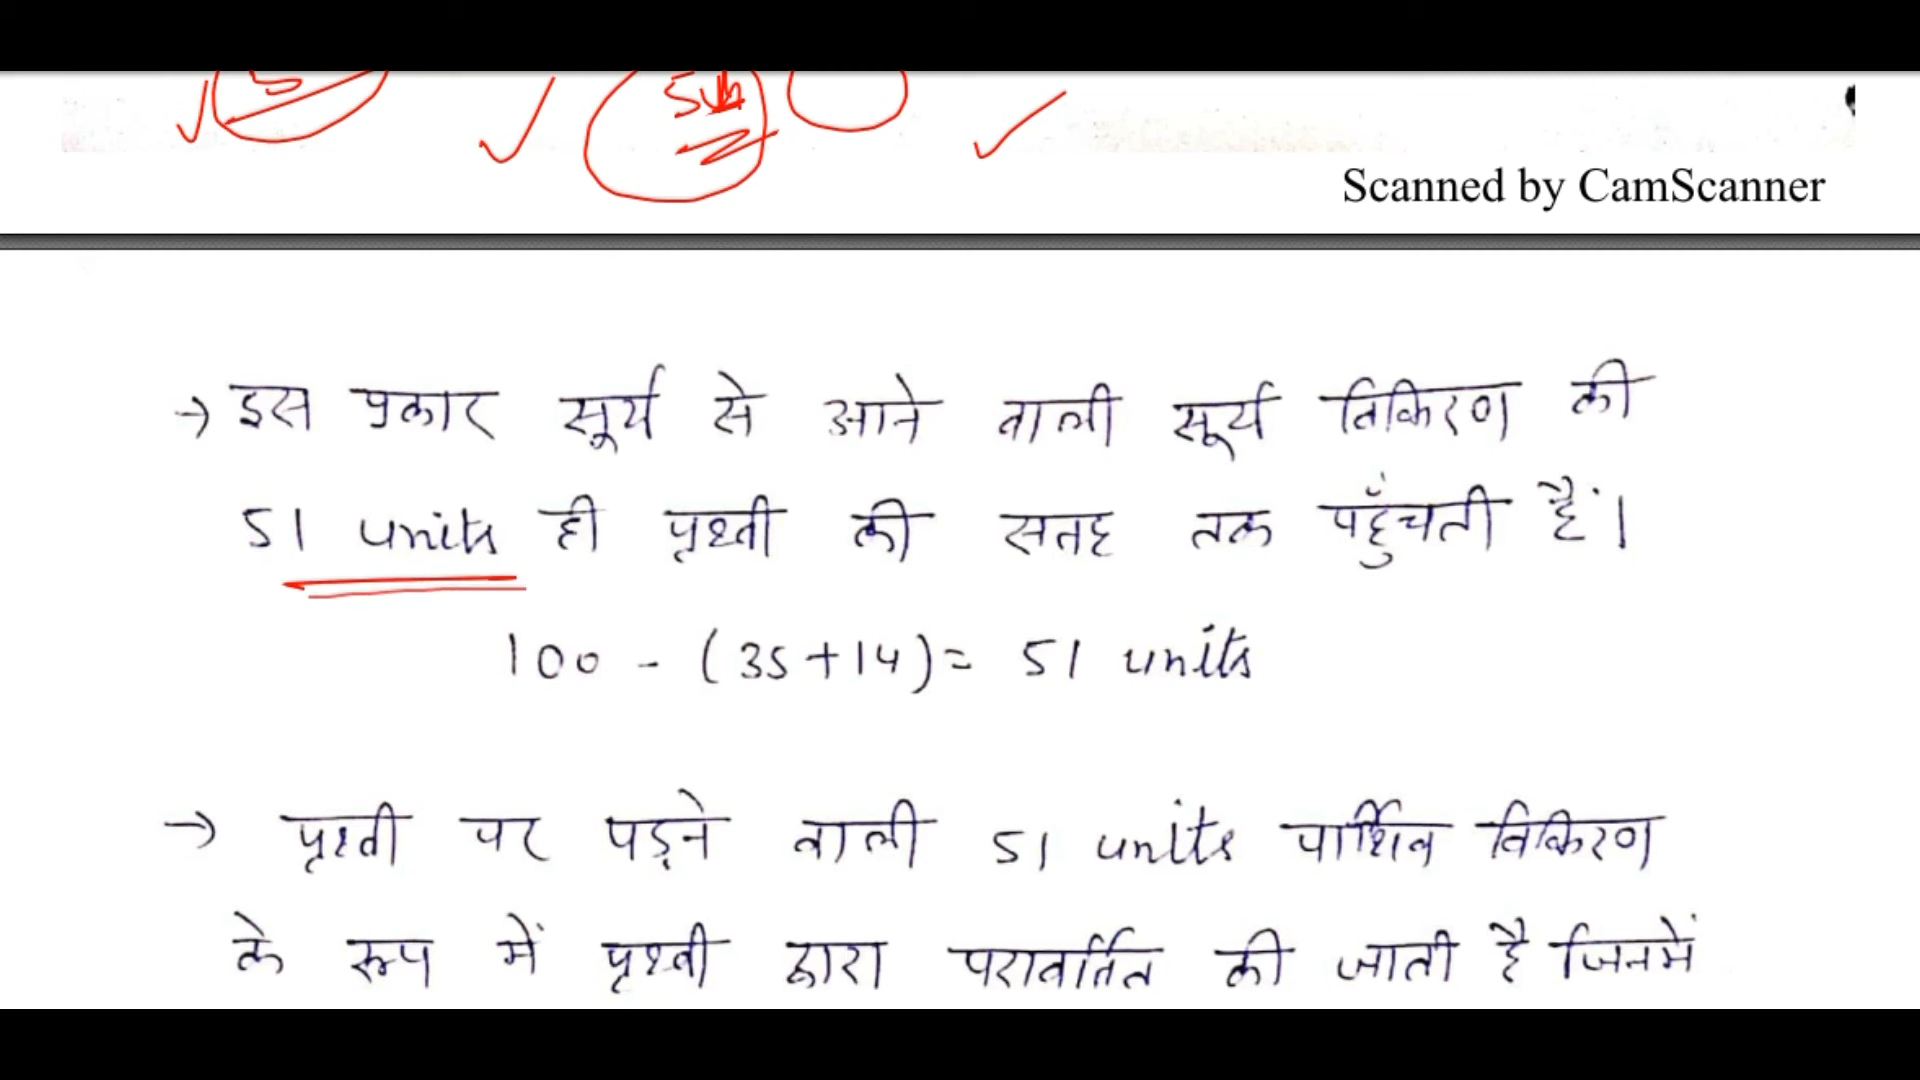 Sun
Scanned by CamScanner
→ इस प्रकार सूर्य से आने वाली सूर्य विकिरण की
51 units ही पृथ्वी की सतह तक पहुँचती हैं।
100 - (35+14)= 51 units
→ पृथ्वी पर पड़ने वाली 51 units पार्थिव विकिरण
के रूप में पृथ्वी द्वारा परावर्तित की जाती है जिनमें